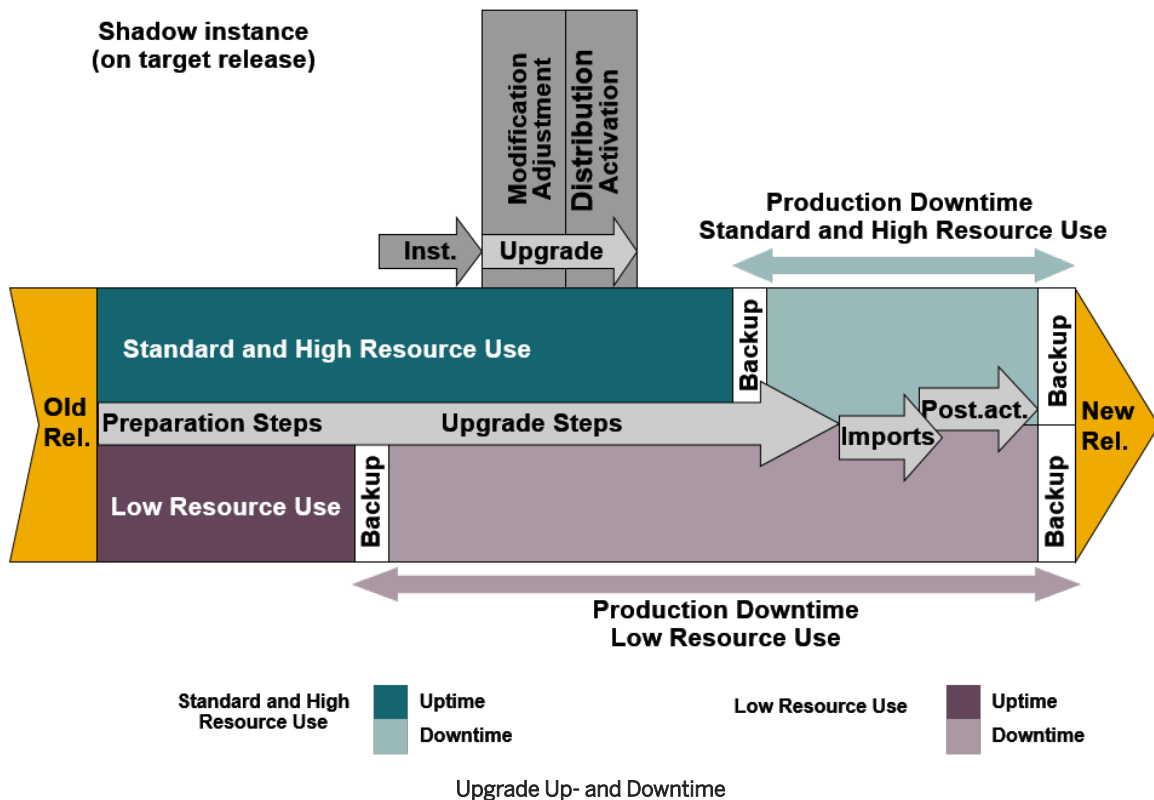 Shadow instance
(on target release)
Modification
Adjustment
Distribution
Activation
Inst.
Upgrade
Production Downtime
Standard and High Resource Use
Standard and High Resource Use
Backup
Backup
Old
Rel.
Preparation Steps
Upgrade Steps
Imports
Post.act.
New
Rel.
Low Resource Use
Backup
Backup
Production Downtime
Low Resource Use
Standard and High
Resource Use
Uptime
Downtime
Low Resource Use
Uptime
Downtime
Upgrade Up- and Downtime